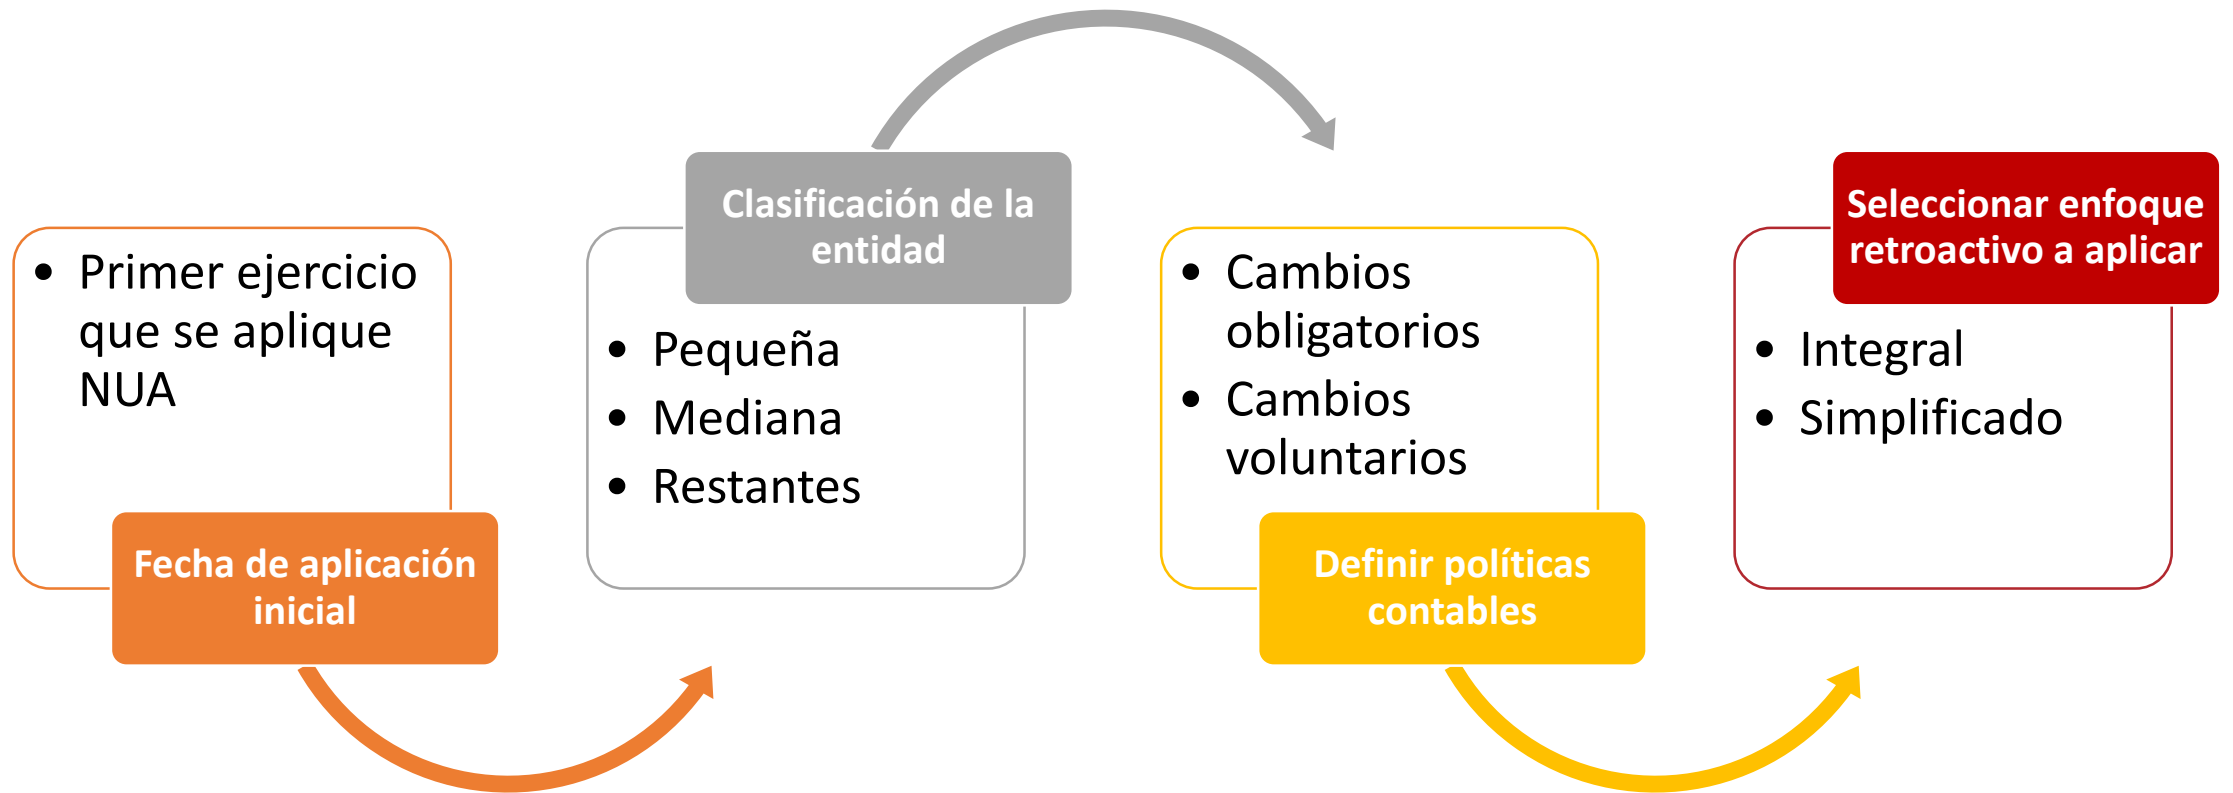 • Primer ejercicio
que se aplique
NUA
Fecha de aplicación
inicial
Clasificación de la
entidad
• Pequeña
• Mediana
• Restantes
• Cambios
obligatorios
• Cambios
voluntarios
Definir políticas
contables
Seleccionar enfoque
retroactivo a aplicar
• Integral
• Simplificado